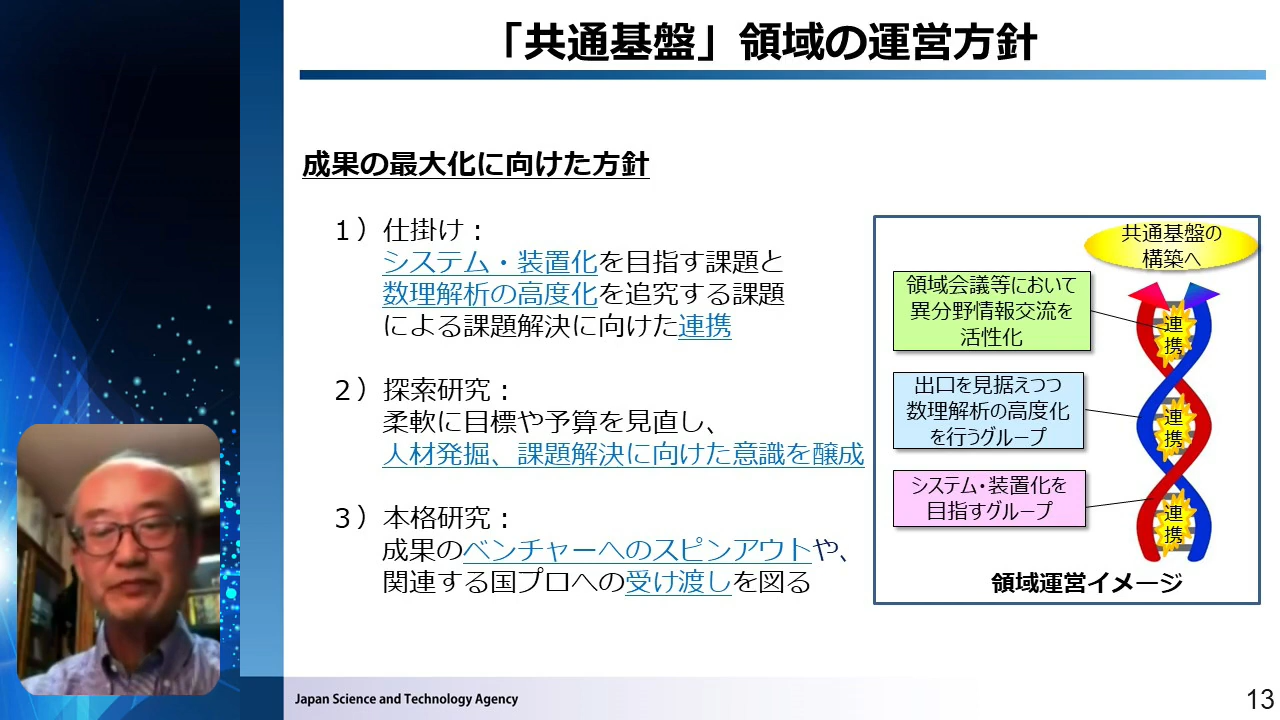 「共通基盤」領域の運営方針
成果の最大化に向けた方針
１）仕掛け：
システム・装置化を目指す課題と
数理解析の高度化を追究する課題
による課題解決に向けた連携
２）探索研究：
柔軟に目標や予算を見直し、
人材発掘、課題解決に向けた意識を醸成
３）本格研究：
成果のベンチャーへのスピンアウトや、
関連する国プロへの受け渡しを図る
共通基盤の
構築へ
領域会議等において
異分野情報交流を
活性化
出口を見据えつつ
数理解析の高度化
を行うグループ
システム・装置化を
目指すグループ
連
携
連
携
連
携
領域運営イメージ
Japan Science and Technology Agency
13